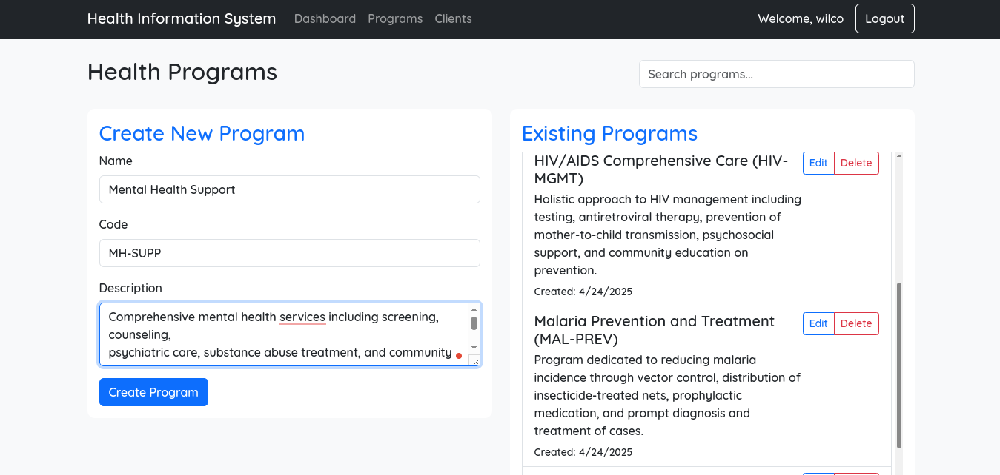 Health Information System Dashboard Programs Clients Welcome, wilco Logout
Health Programs
Search programs...
Create New Program
Name
Mental Health Support
Code
MH-SUPP
Description
Comprehensive mental health services including screening,
counseling,
psychiatric care, substance abuse treatment, and community
Create Program
Existing Programs
HIV/AIDS Comprehensive Care (HIV-
MGMT)
Edit Delete
Holistic approach to HIV management including
testing, antiretroviral therapy, prevention of
mother-to-child transmission, psychosocial
support, and community education on
prevention.
Created: 4/24/2025
Malaria Prevention and Treatment
(MAL-PREV)
Edit Delete
Program dedicated to reducing malaria
incidence through vector control, distribution of
insecticide-treated nets, prophylactic
medication, and prompt diagnosis and
treatment of cases.
Created: 4/24/2025